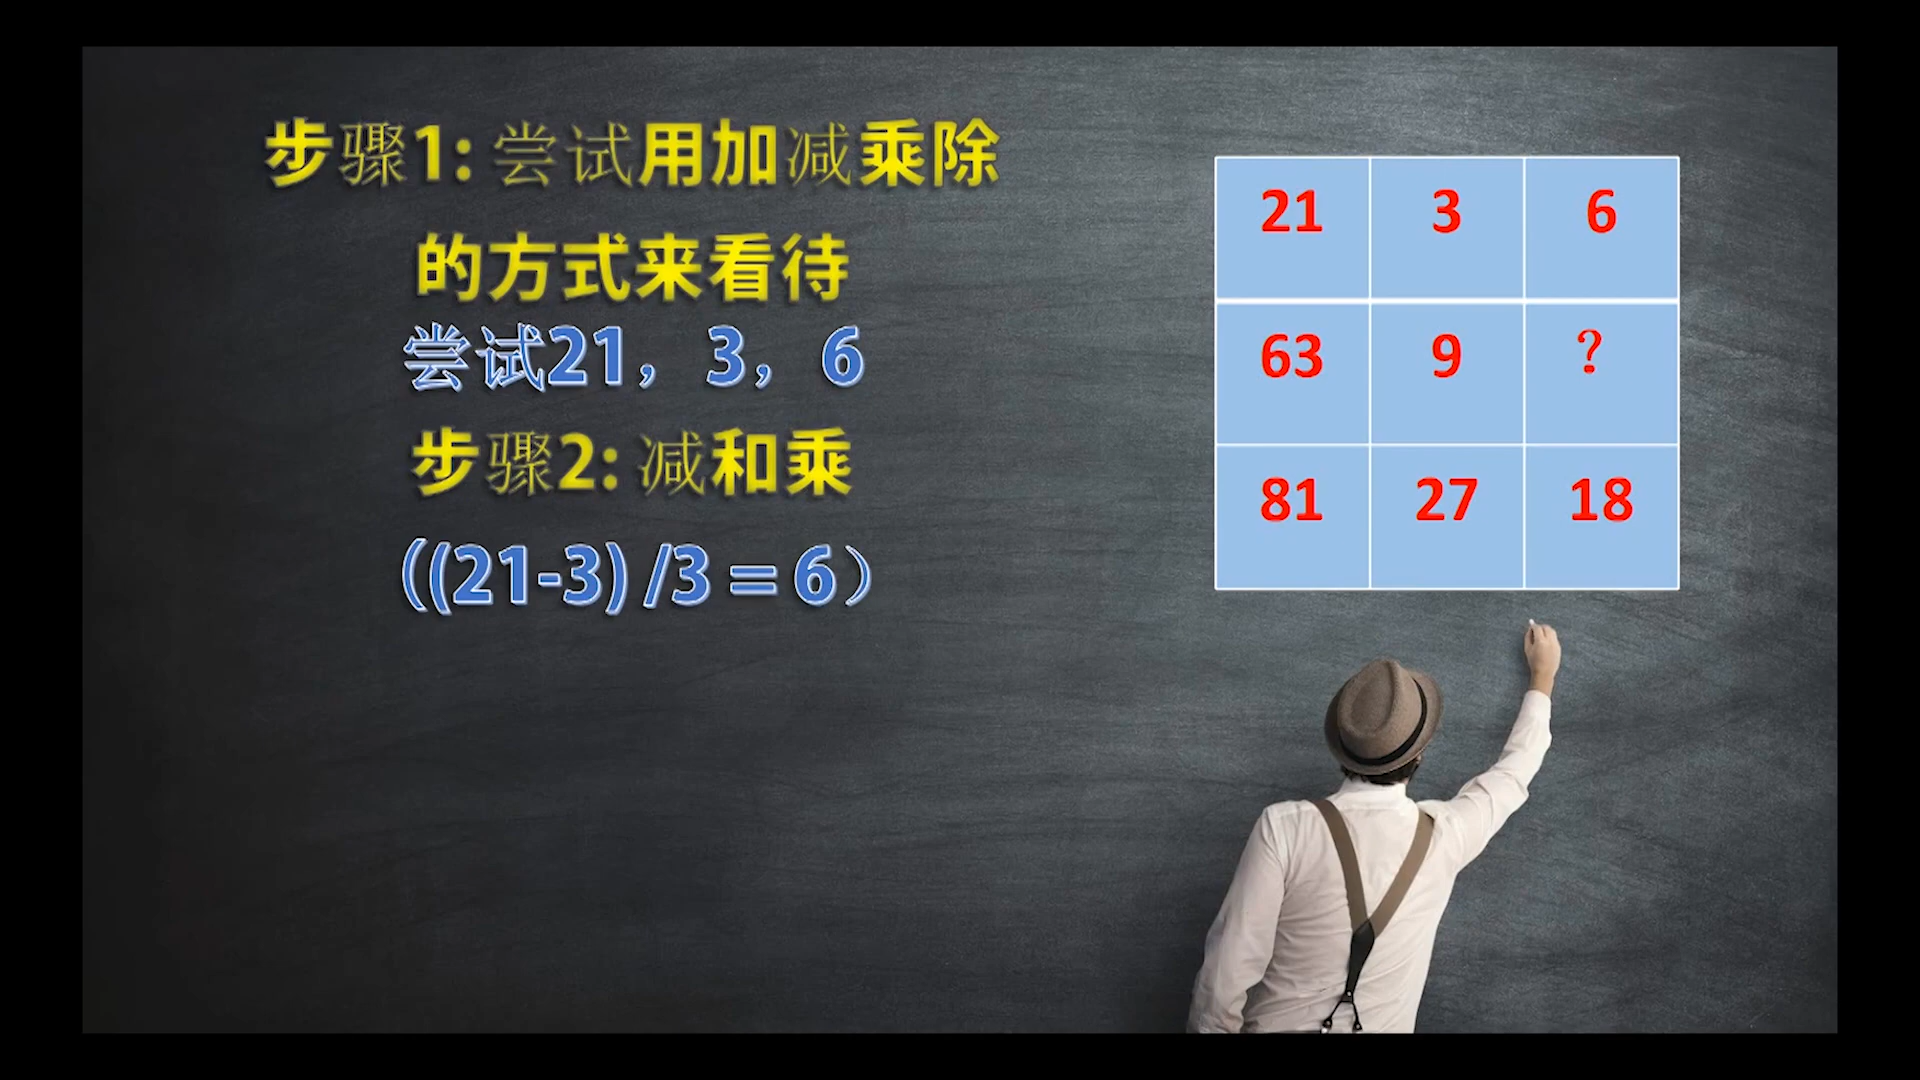 步骤1: 尝试用加减乘除
的方式来看待
尝试21，3，6
步骤2: 减和乘
（(21-3) /3 = 6）
21 3 6
63 9 ？
81 27 18